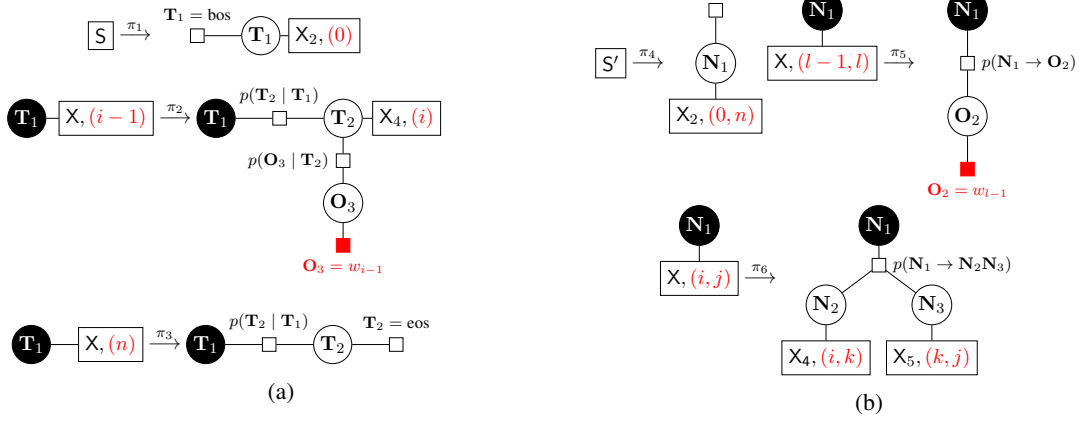 S π₁ T₁ = bos T₁ X₂, (0)
T₁ X, (i − 1) π₂ T₁ p(T₂ | T₁) T₂ X₄, (i)
p(O₃ | T₂)
O₃
O₃ = wᵢ₋₁
T₁ X, (n) π₃ T₁ p(T₂ | T₁) T₂ T₂ = eos
(a)
S′ π₄ N₁ X₂, (0, n)
N₁ X, (l − 1, l) π₅ N₁ p(N₁ → O₂)
O₂
O₂ = wₗ₋₁
N₁ X, (i, j) π₆ N₁ p(N₁ → N₂N₃)
N₂ N₃
X₄, (i, k) X₅, (k, j)
(b)